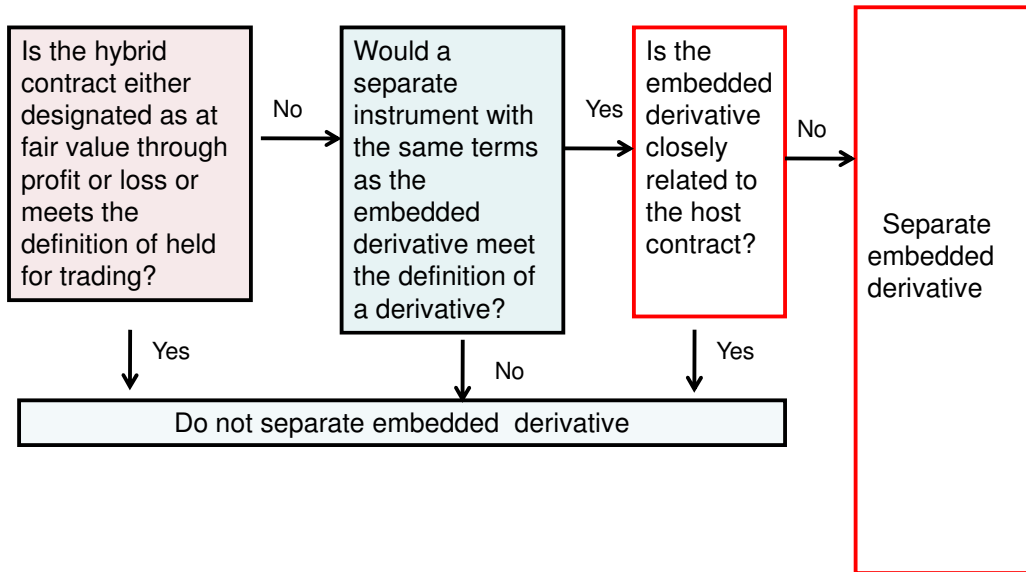 Is the hybrid
contract either
designated as at
fair value through
profit or loss or
meets the
definition of held
for trading?
No
Would a
separate
instrument with
the same terms
as the
embedded
derivative meet
the definition of
a derivative?
Yes
Is the
embedded
derivative
closely
related to
the host
contract?
No
Separate
embedded
derivative
Yes
No
Yes
Do not separate embedded derivative